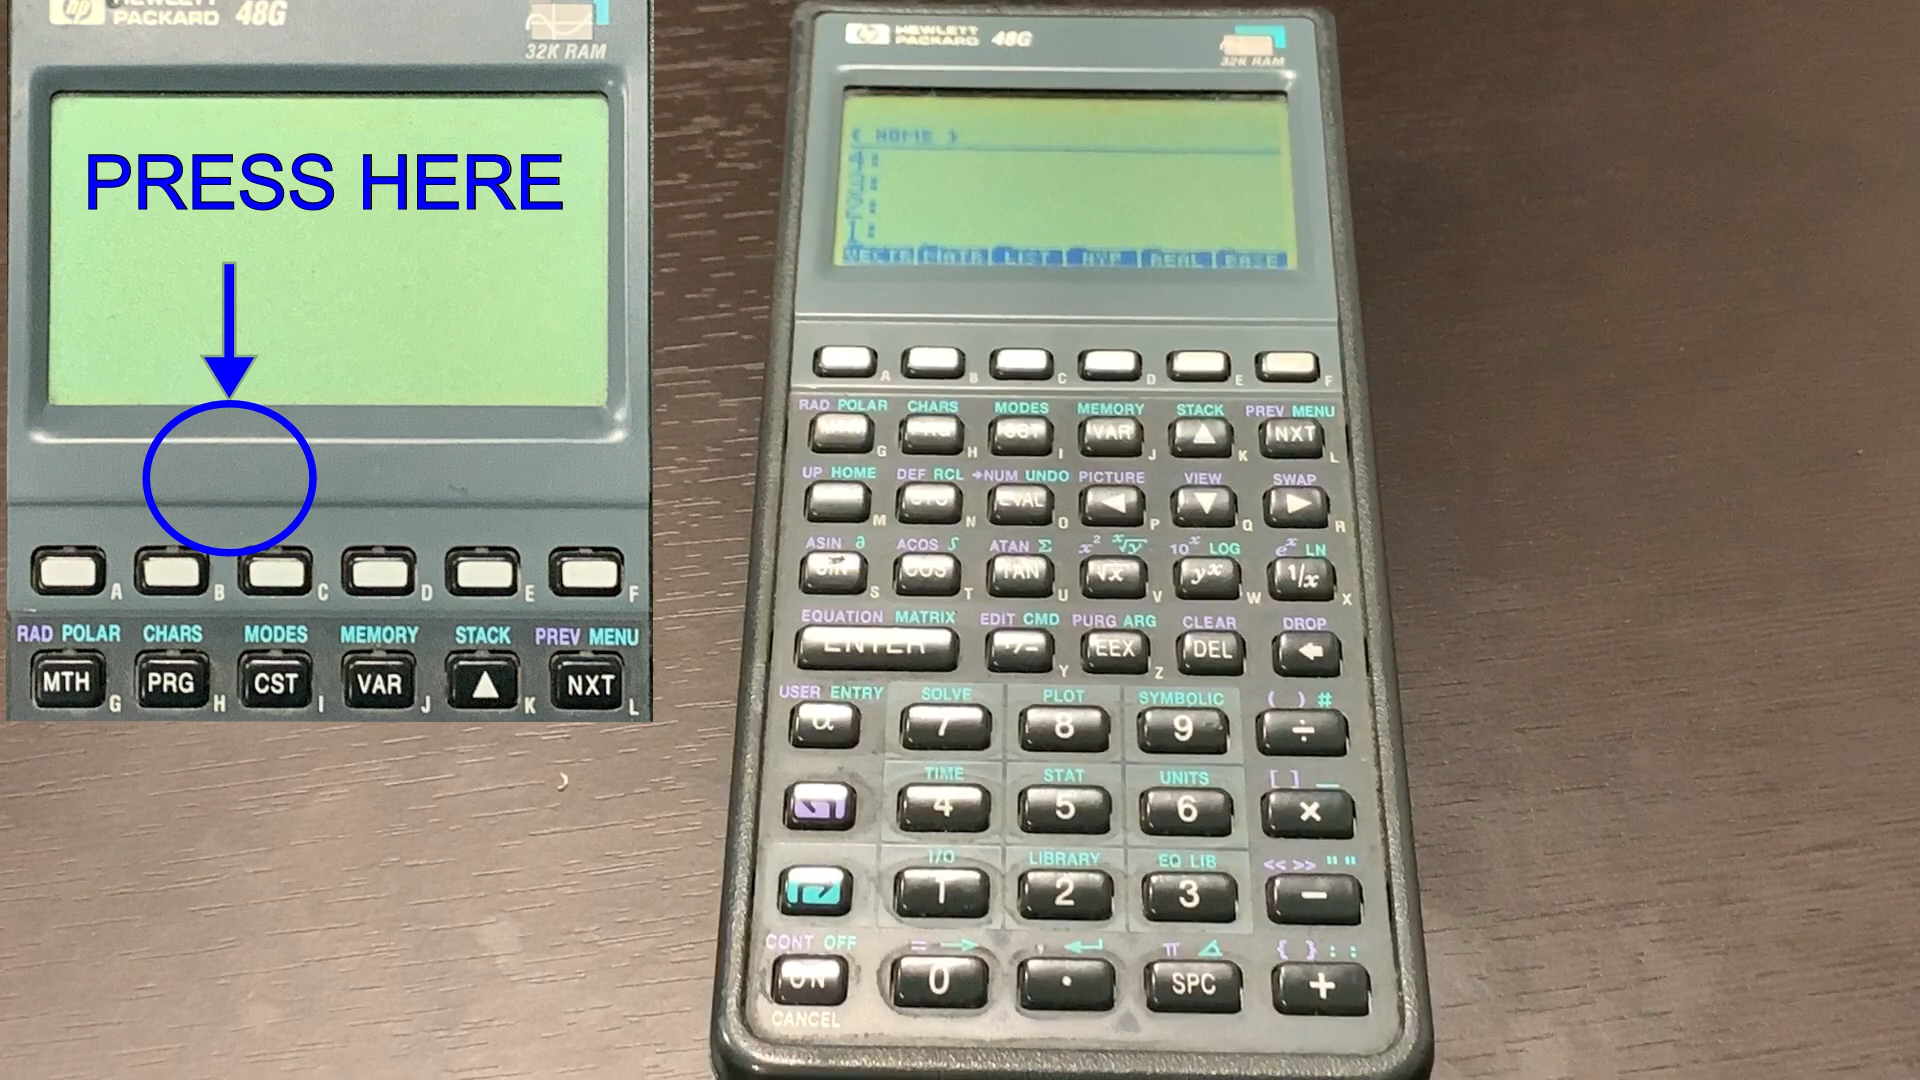 hp HEWLETT
PACKARD 48G
32K RAM
PRESS HERE
A B C D E F
RAD POLAR CHARS MODES MEMORY STACK PREV MENU
MTH G PRG H CST I VAR J ▲ K NXT L
hp HEWLETT
PACKARD 48G
32K RAM
{ HOME }
4:
3:
2:
1:
VECTR MATR LIST HYP REAL BASE
A B C D E F
RAD POLAR CHARS MODES MEMORY STACK PREV MENU
MTH G PRG H CST I VAR J ▲ K NXT L
UP HOME DEF RCL →NUM UNDO PICTURE VIEW SWAP
M STO N EVAL O ◀ P ▼ Q ▶ R
ASIN ∂ ACOS ∫ ATAN Σ x² ˣ√y 10ˣ LOG eˣ LN
SIN S COS T TAN U √x V yˣ W 1/x X
EQUATION MATRIX EDIT CMD PURG ARG CLEAR DROP
ENTER +/− Y EEX Z DEL ←
USER ENTRY SOLVE PLOT SYMBOLIC ( ) #
α 7 8 9 ÷
TIME STAT UNITS [ ] _
4 5 6 ×
I/O LIBRARY EQ LIB << >> " "
1 2 3 −
CONT OFF = → , ↵ π ∠ { } : :
ON 0 . SPC +
CANCEL